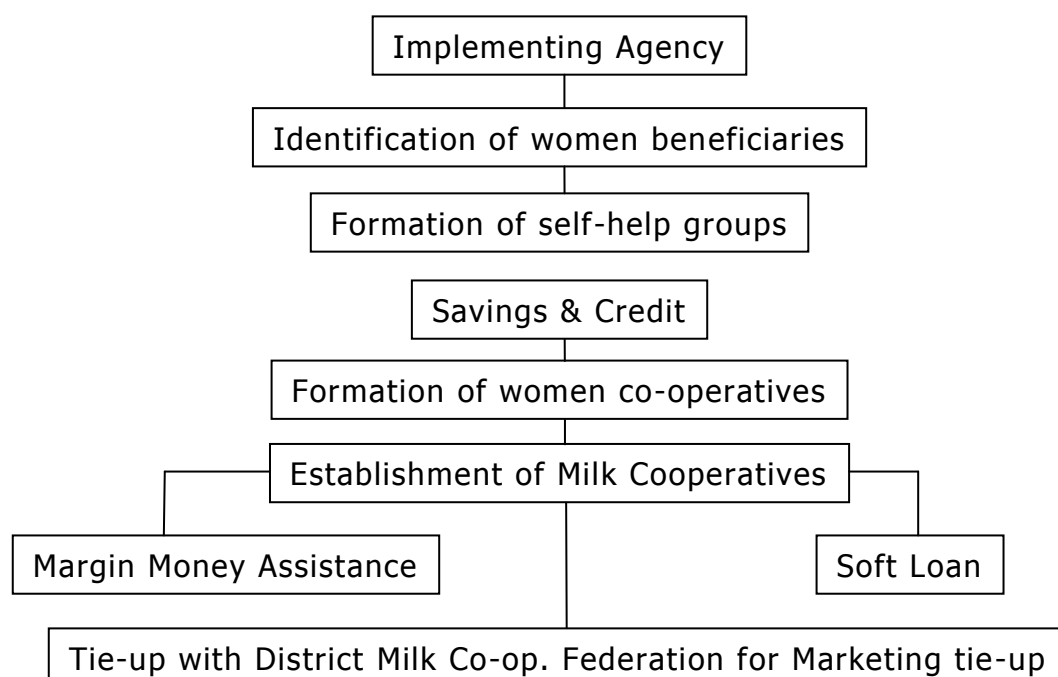 Implementing Agency
Identification of women beneficiaries
Formation of self-help groups
Savings & Credit
Formation of women co-operatives
Establishment of Milk Cooperatives
Margin Money Assistance
Soft Loan
Tie-up with District Milk Co-op. Federation for Marketing tie-up